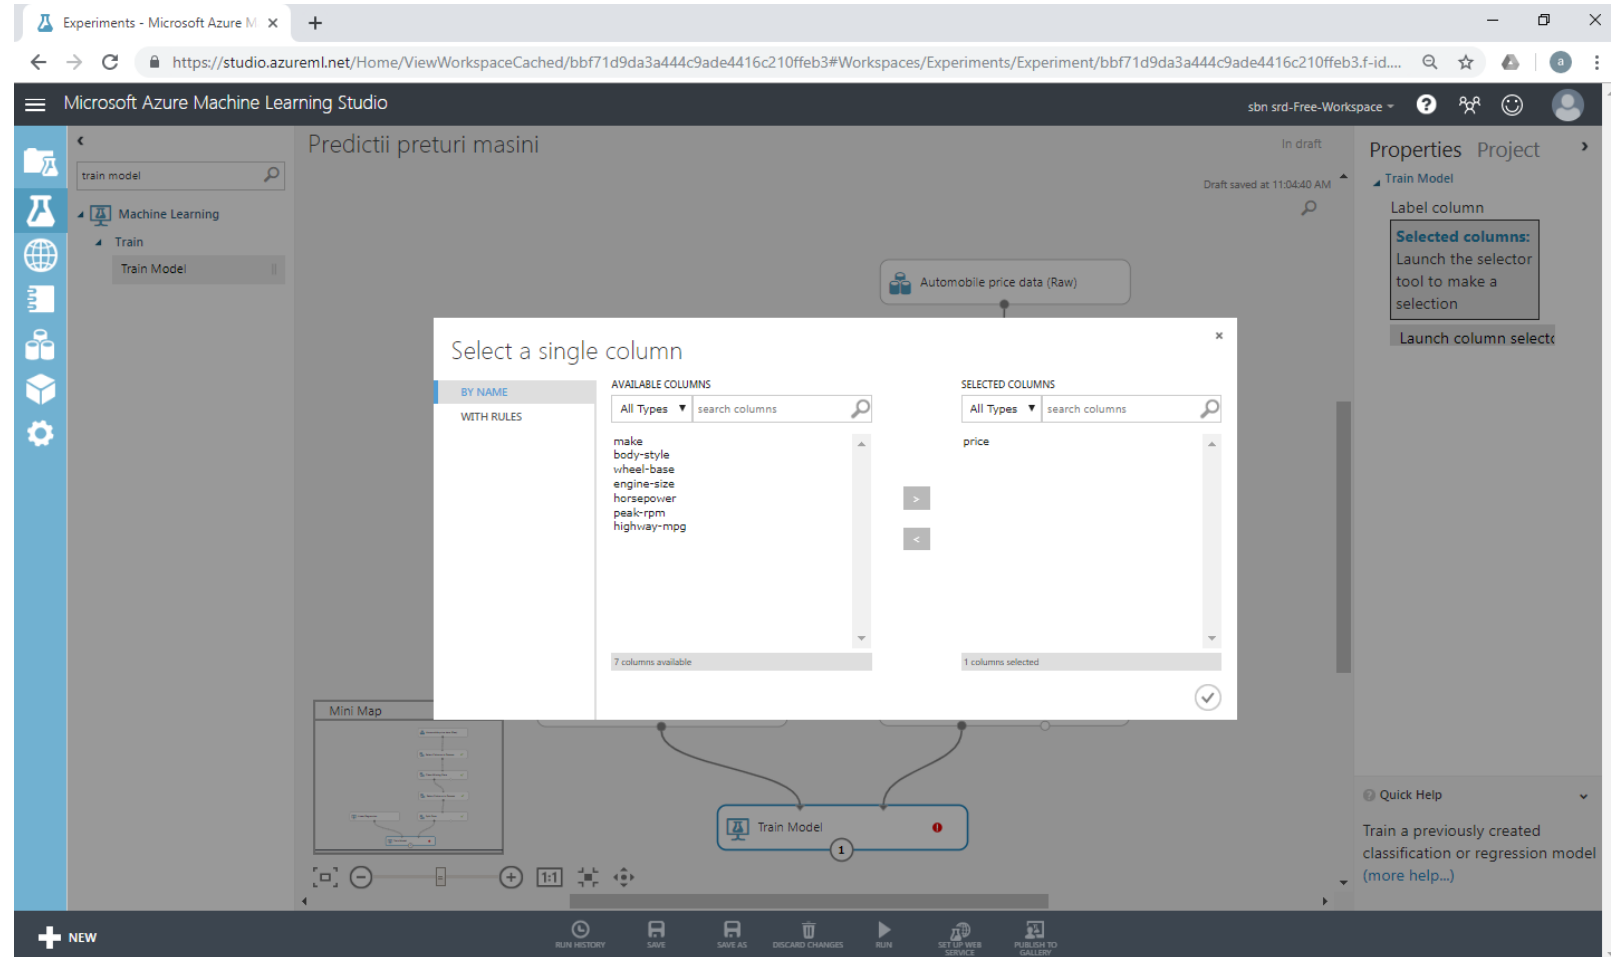 Experiments - Microsoft Azure M
https://studio.azureml.net/Home/ViewWorkspaceCached/bbf71d9da3a444c9ade4416c210ffeb3#Workspaces/Experiments/Experiment/bbf71d9da3a444c9ade4416c210ffeb3.f-id....
a
Microsoft Azure Machine Learning Studio
sbn srd-Free-Workspace
?
train model
Machine Learning
Train
Train Model
Predictii preturi masini
In draft
Draft saved at 11:04:40 AM
Automobile price data (Raw)
Select a single column
BY NAME
WITH RULES
AVAILABLE COLUMNS
All Types
search columns
make
body-style
wheel-base
engine-size
horsepower
peak-rpm
highway-mpg
7 columns available
>
<
SELECTED COLUMNS
All Types
search columns
price
1 columns selected
Mini Map
Train Model
1
1:1
Properties Project
Train Model
Label column
Selected columns:
Launch the selector
tool to make a
selection
Launch column selectc
Quick Help
Train a previously created
classification or regression model
(more help...)
NEW
RUN HISTORY
SAVE
SAVE AS
DISCARD CHANGES
RUN
SET UP WEB
SERVICE
PUBLISH TO
GALLERY